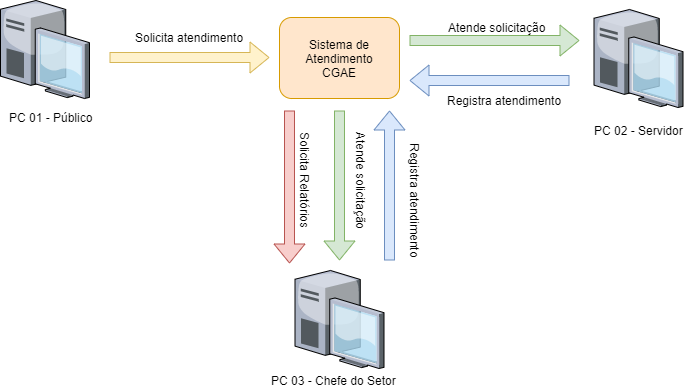 Solicita atendimento
Sistema de
Atendimento
CGAE
Atende solicitação
Registra atendimento
PC 01 - Público
PC 02 - Servidor
Solicita Relatórios
Atende solicitação
Registra atendimento
PC 03 - Chefe do Setor